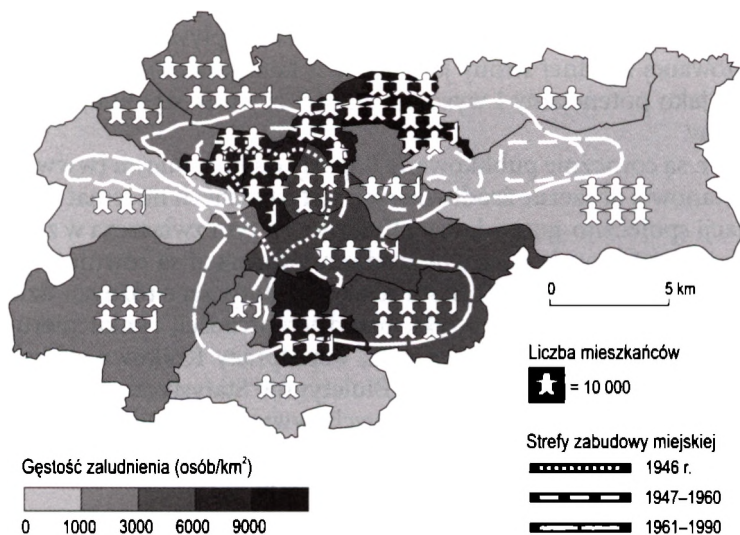 0 5 km
Liczba mieszkańców
= 10 000
Strefy zabudowy miejskiej
1946 r.
1947–1960
1961–1990
Gęstość zaludnienia (osób/km²)
0 1000 3000 6000 9000